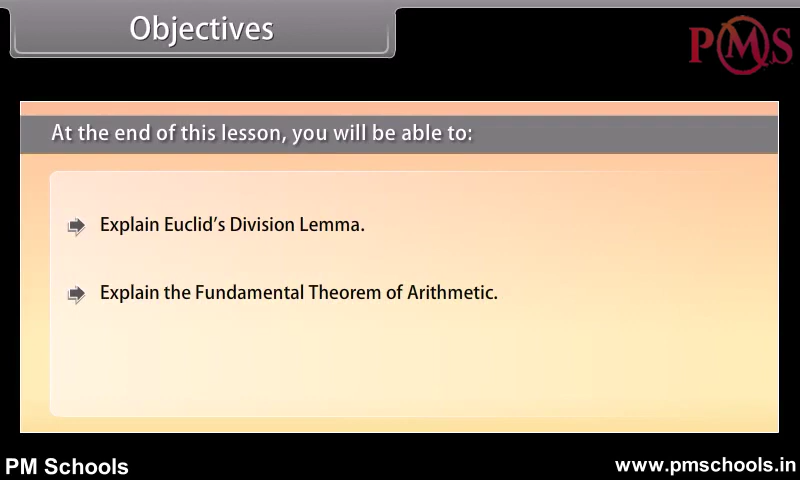 Objectives
PMS
At the end of this lesson, you will be able to:
Explain Euclid's Division Lemma.
Explain the Fundamental Theorem of Arithmetic.
PM Schools
www.pmschools.in